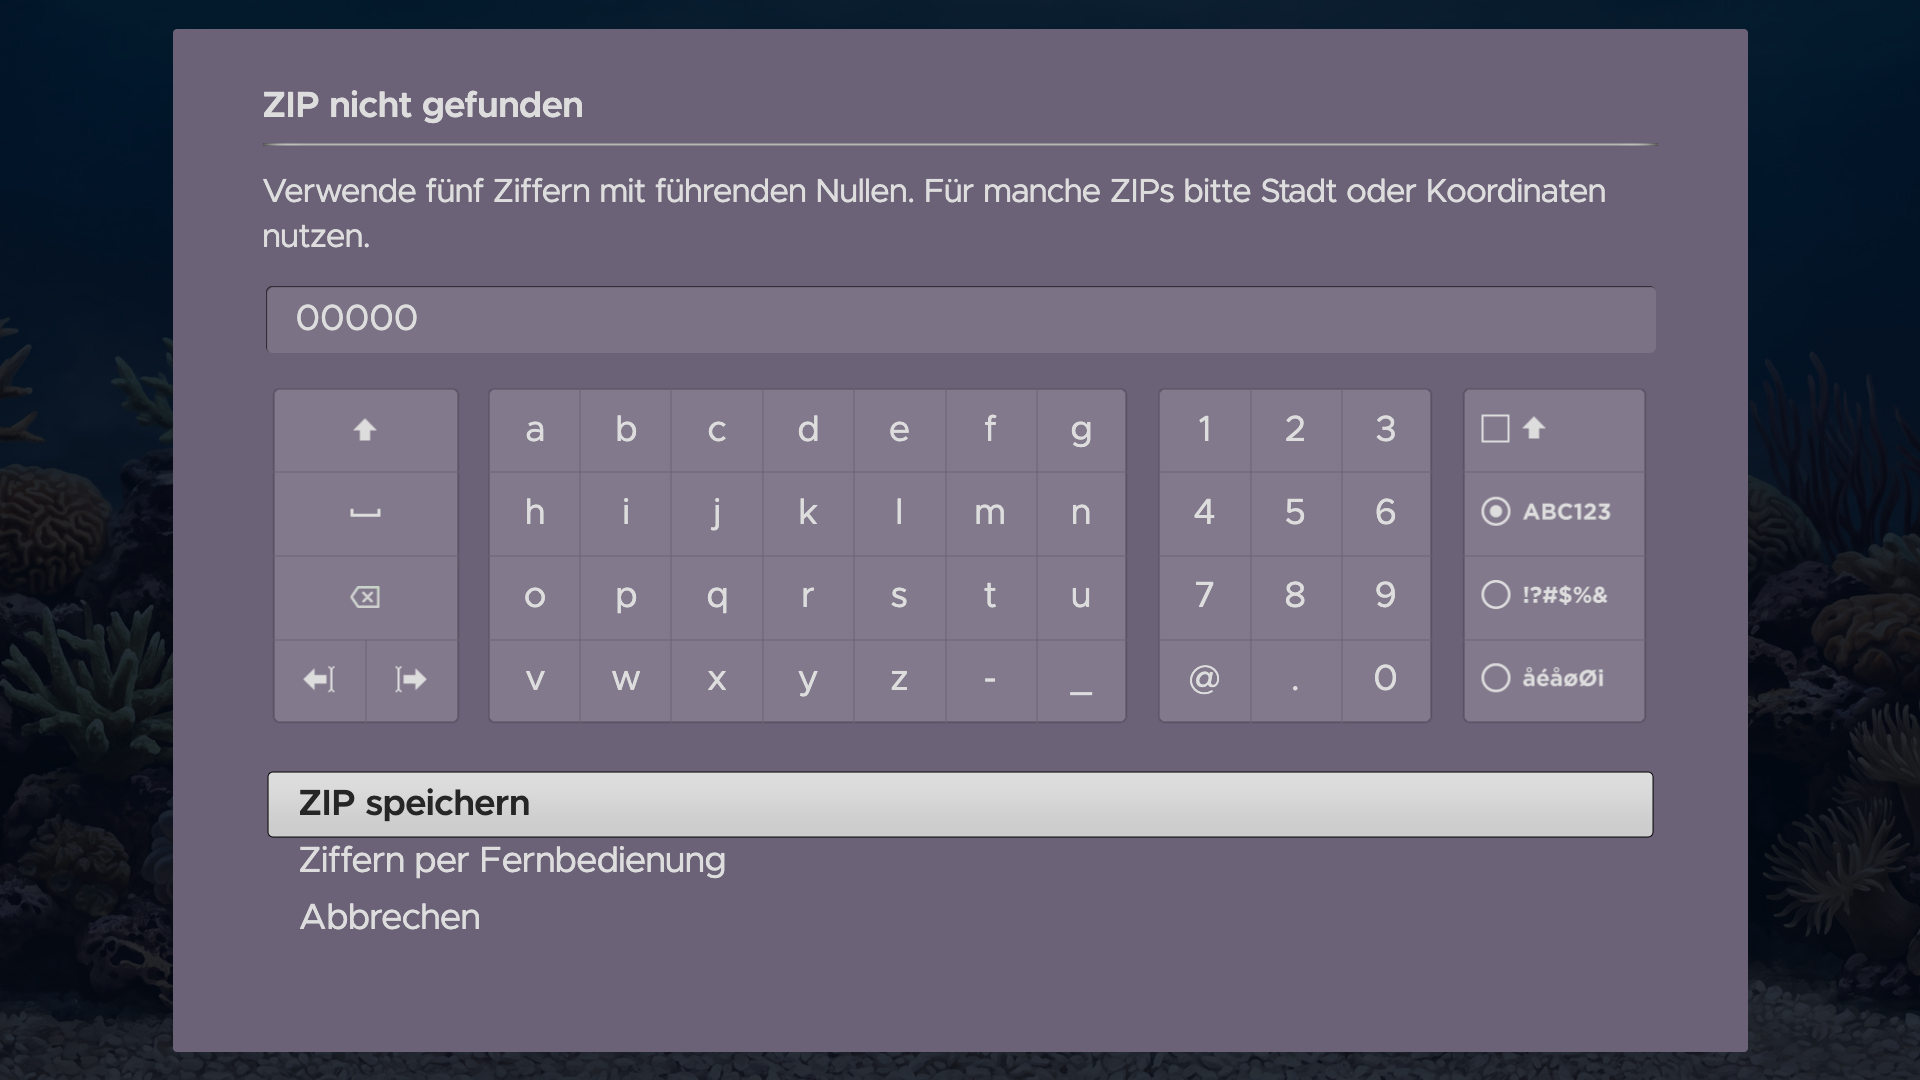 ZIP nicht gefunden
Verwende fünf Ziffern mit führenden Nullen. Für manche ZIPs bitte Stadt oder Koordinaten
nutzen.
00000
a b c d e f g 1 2 3
h i j k l m n 4 5 6 ABC123
o p q r s t u 7 8 9 !?#$%&
v w x y z - _ @ . 0 åéåøØi
ZIP speichern
Ziffern per Fernbedienung
Abbrechen